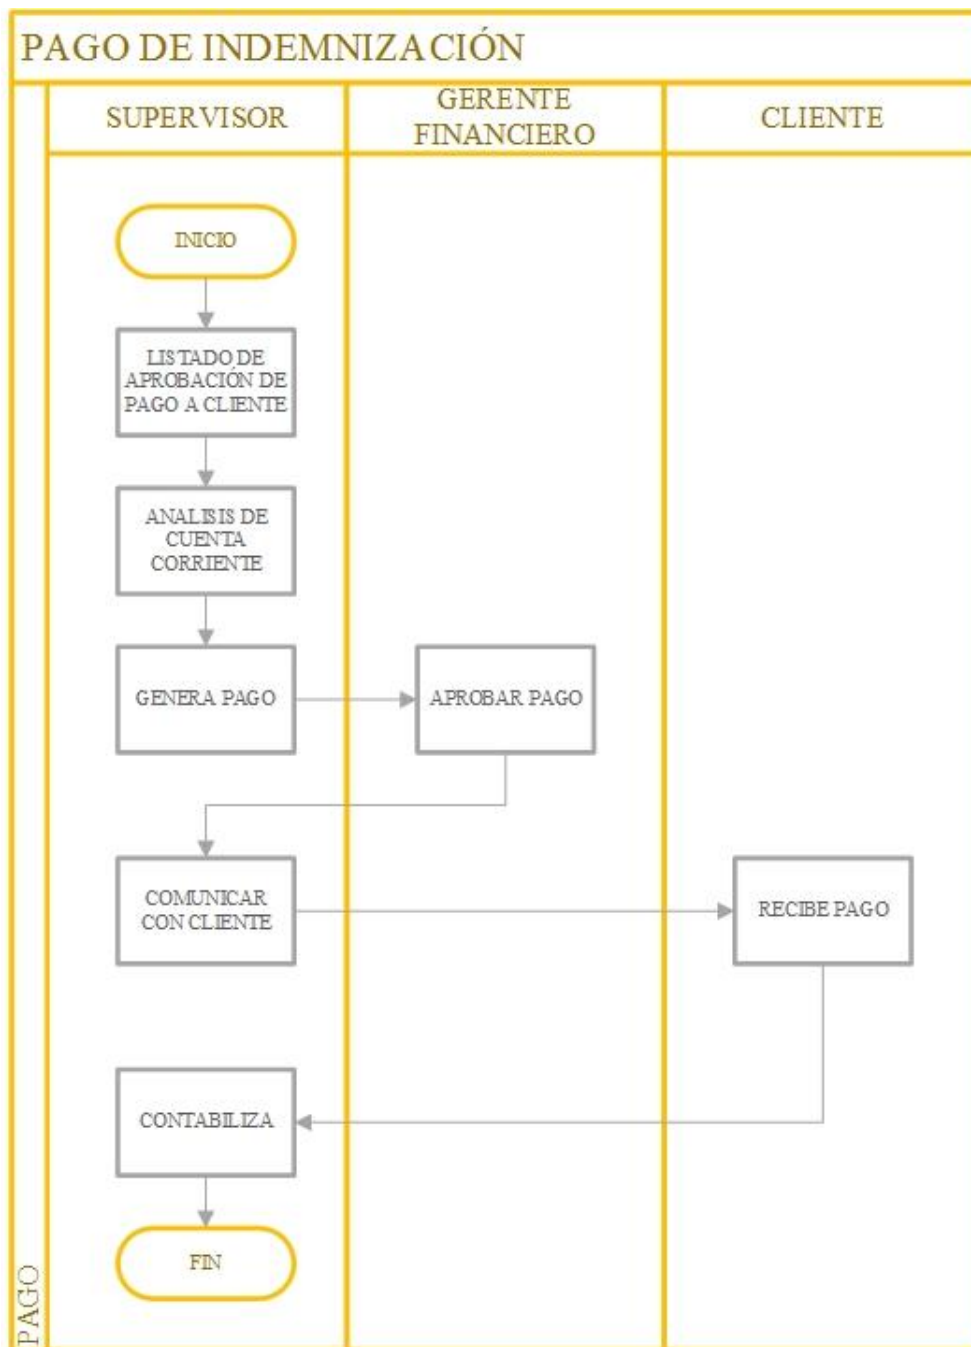 PAGO DE INDEMNIZACIÓN
SUPERVISOR
GERENTE
FINANCIERO
CLIENTE
INICIO
LISTADO DE
APROBACIÓN DE
PAGO A CLIENTE
ANALISIS DE
CUENTA
CORRIENTE
GENERA PAGO
APROBAR PAGO
COMUNICAR
CON CLIENTE
RECIBE PAGO
CONTABILIZA
FIN
PAGO